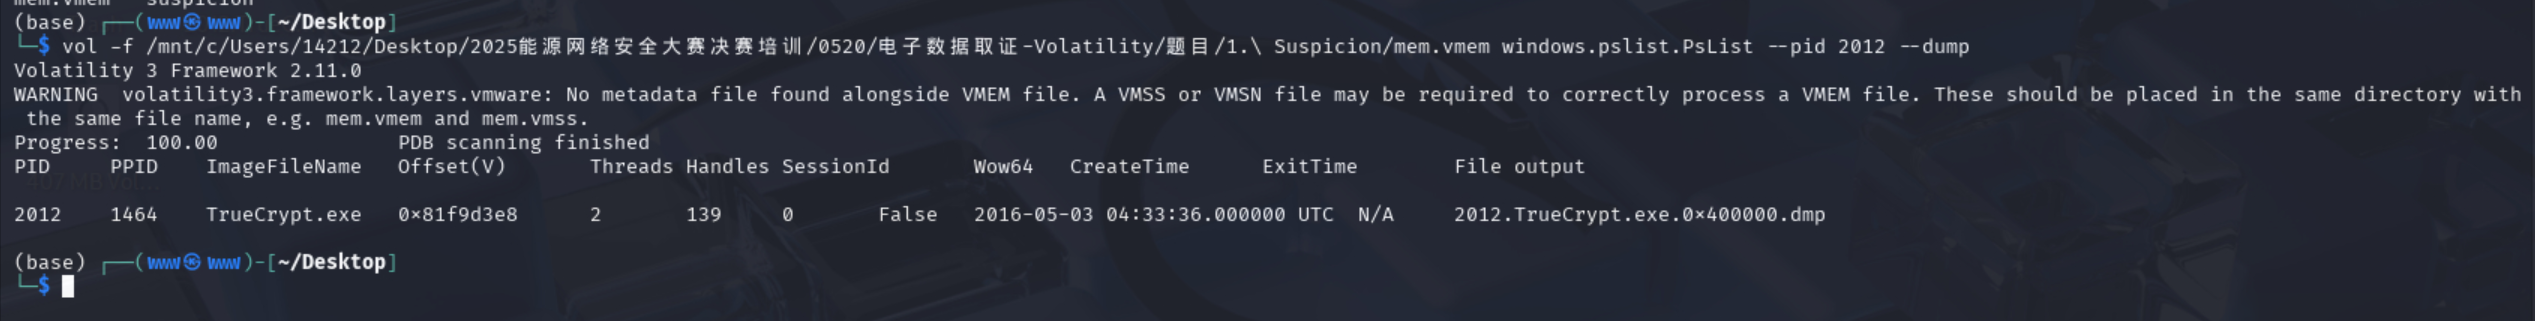 mem.vmem suspicion
(base) ┌──(www㉿www)-[~/Desktop]
└─$ vol -f /mnt/c/Users/14212/Desktop/2025能源网络安全大赛决赛培训/0520/电子数据取证-Volatility/题目/1.\ Suspicion/mem.vmem windows.pslist.PsList --pid 2012 --dump
Volatility 3 Framework 2.11.0
WARNING  volatility3.framework.layers.vmware: No metadata file found alongside VMEM file. A VMSS or VMSN file may be required to correctly process a VMEM file. These should be placed in the same directory with
the same file name, e.g. mem.vmem and mem.vmss.
Progress:  100.00               PDB scanning finished
PID     PPID    ImageFileName   Offset(V)       Threads Handles SessionId       Wow64   CreateTime      ExitTime        File output
2012    1464    TrueCrypt.exe   0x81f9d3e8      2       139     0       False   2016-05-03 04:33:36.000000 UTC  N/A     2012.TrueCrypt.exe.0x400000.dmp
(base) ┌──(www㉿www)-[~/Desktop]
└─$